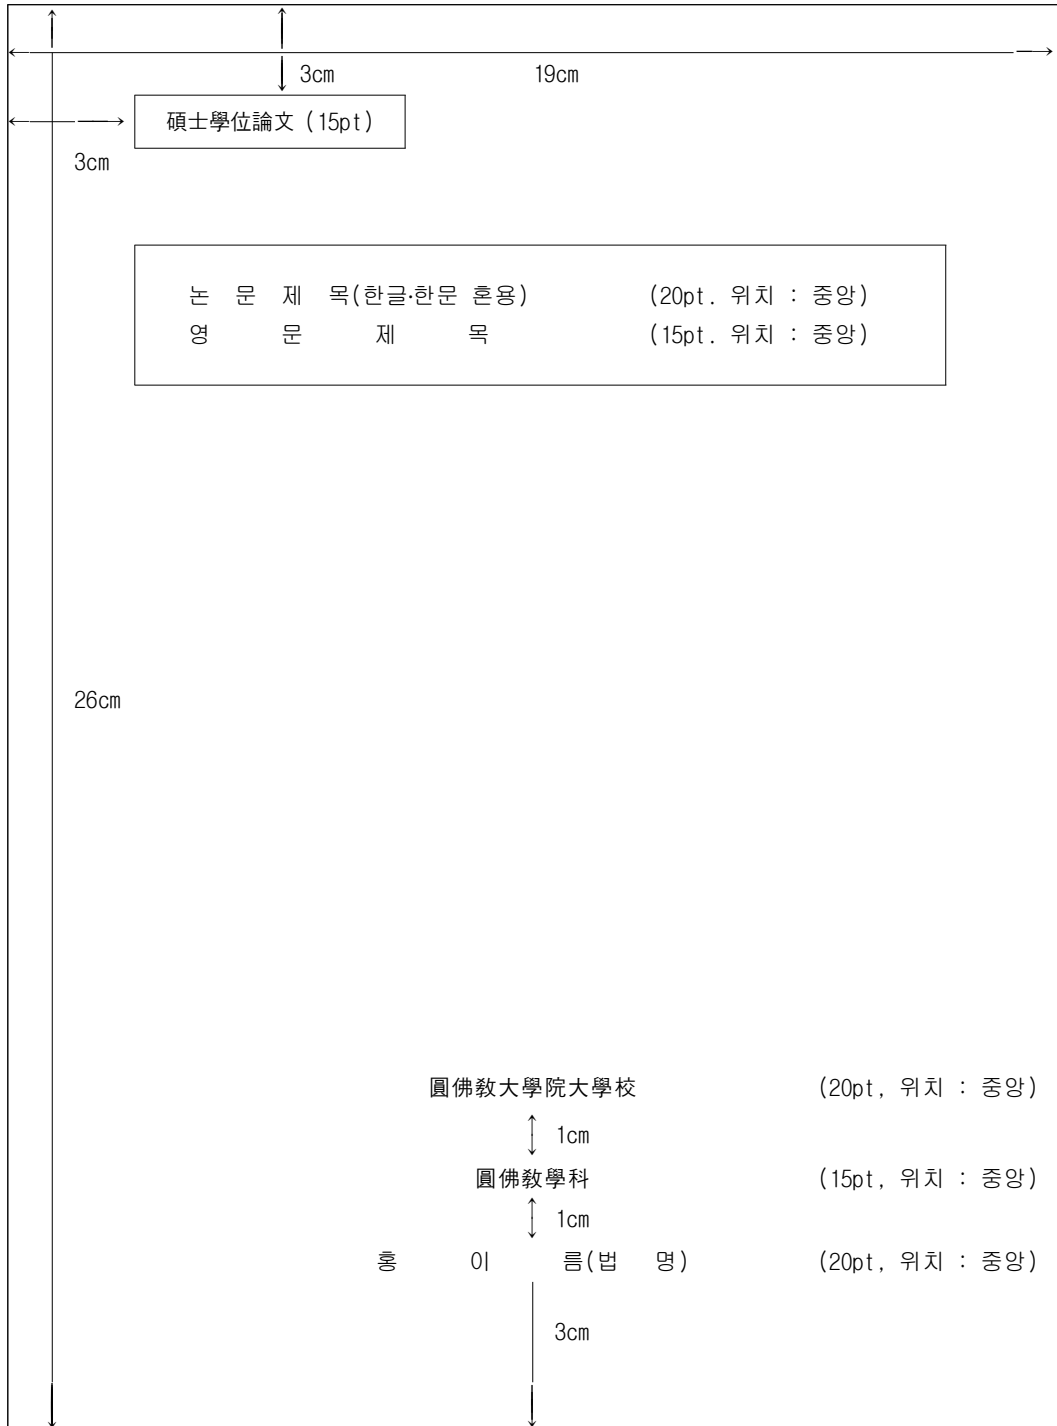 3cm 19cm
碩士學位論文 (15pt)
3cm
논 문 제 목(한글·한문 혼용) (20pt. 위치 : 중앙)
영 문 제 목 (15pt. 위치 : 중앙)
26cm
圓佛敎大學院大學校 (20pt, 위치 : 중앙)
1cm
圓佛敎學科 (15pt, 위치 : 중앙)
1cm
홍 이 름(법 명) (20pt, 위치 : 중앙)
3cm